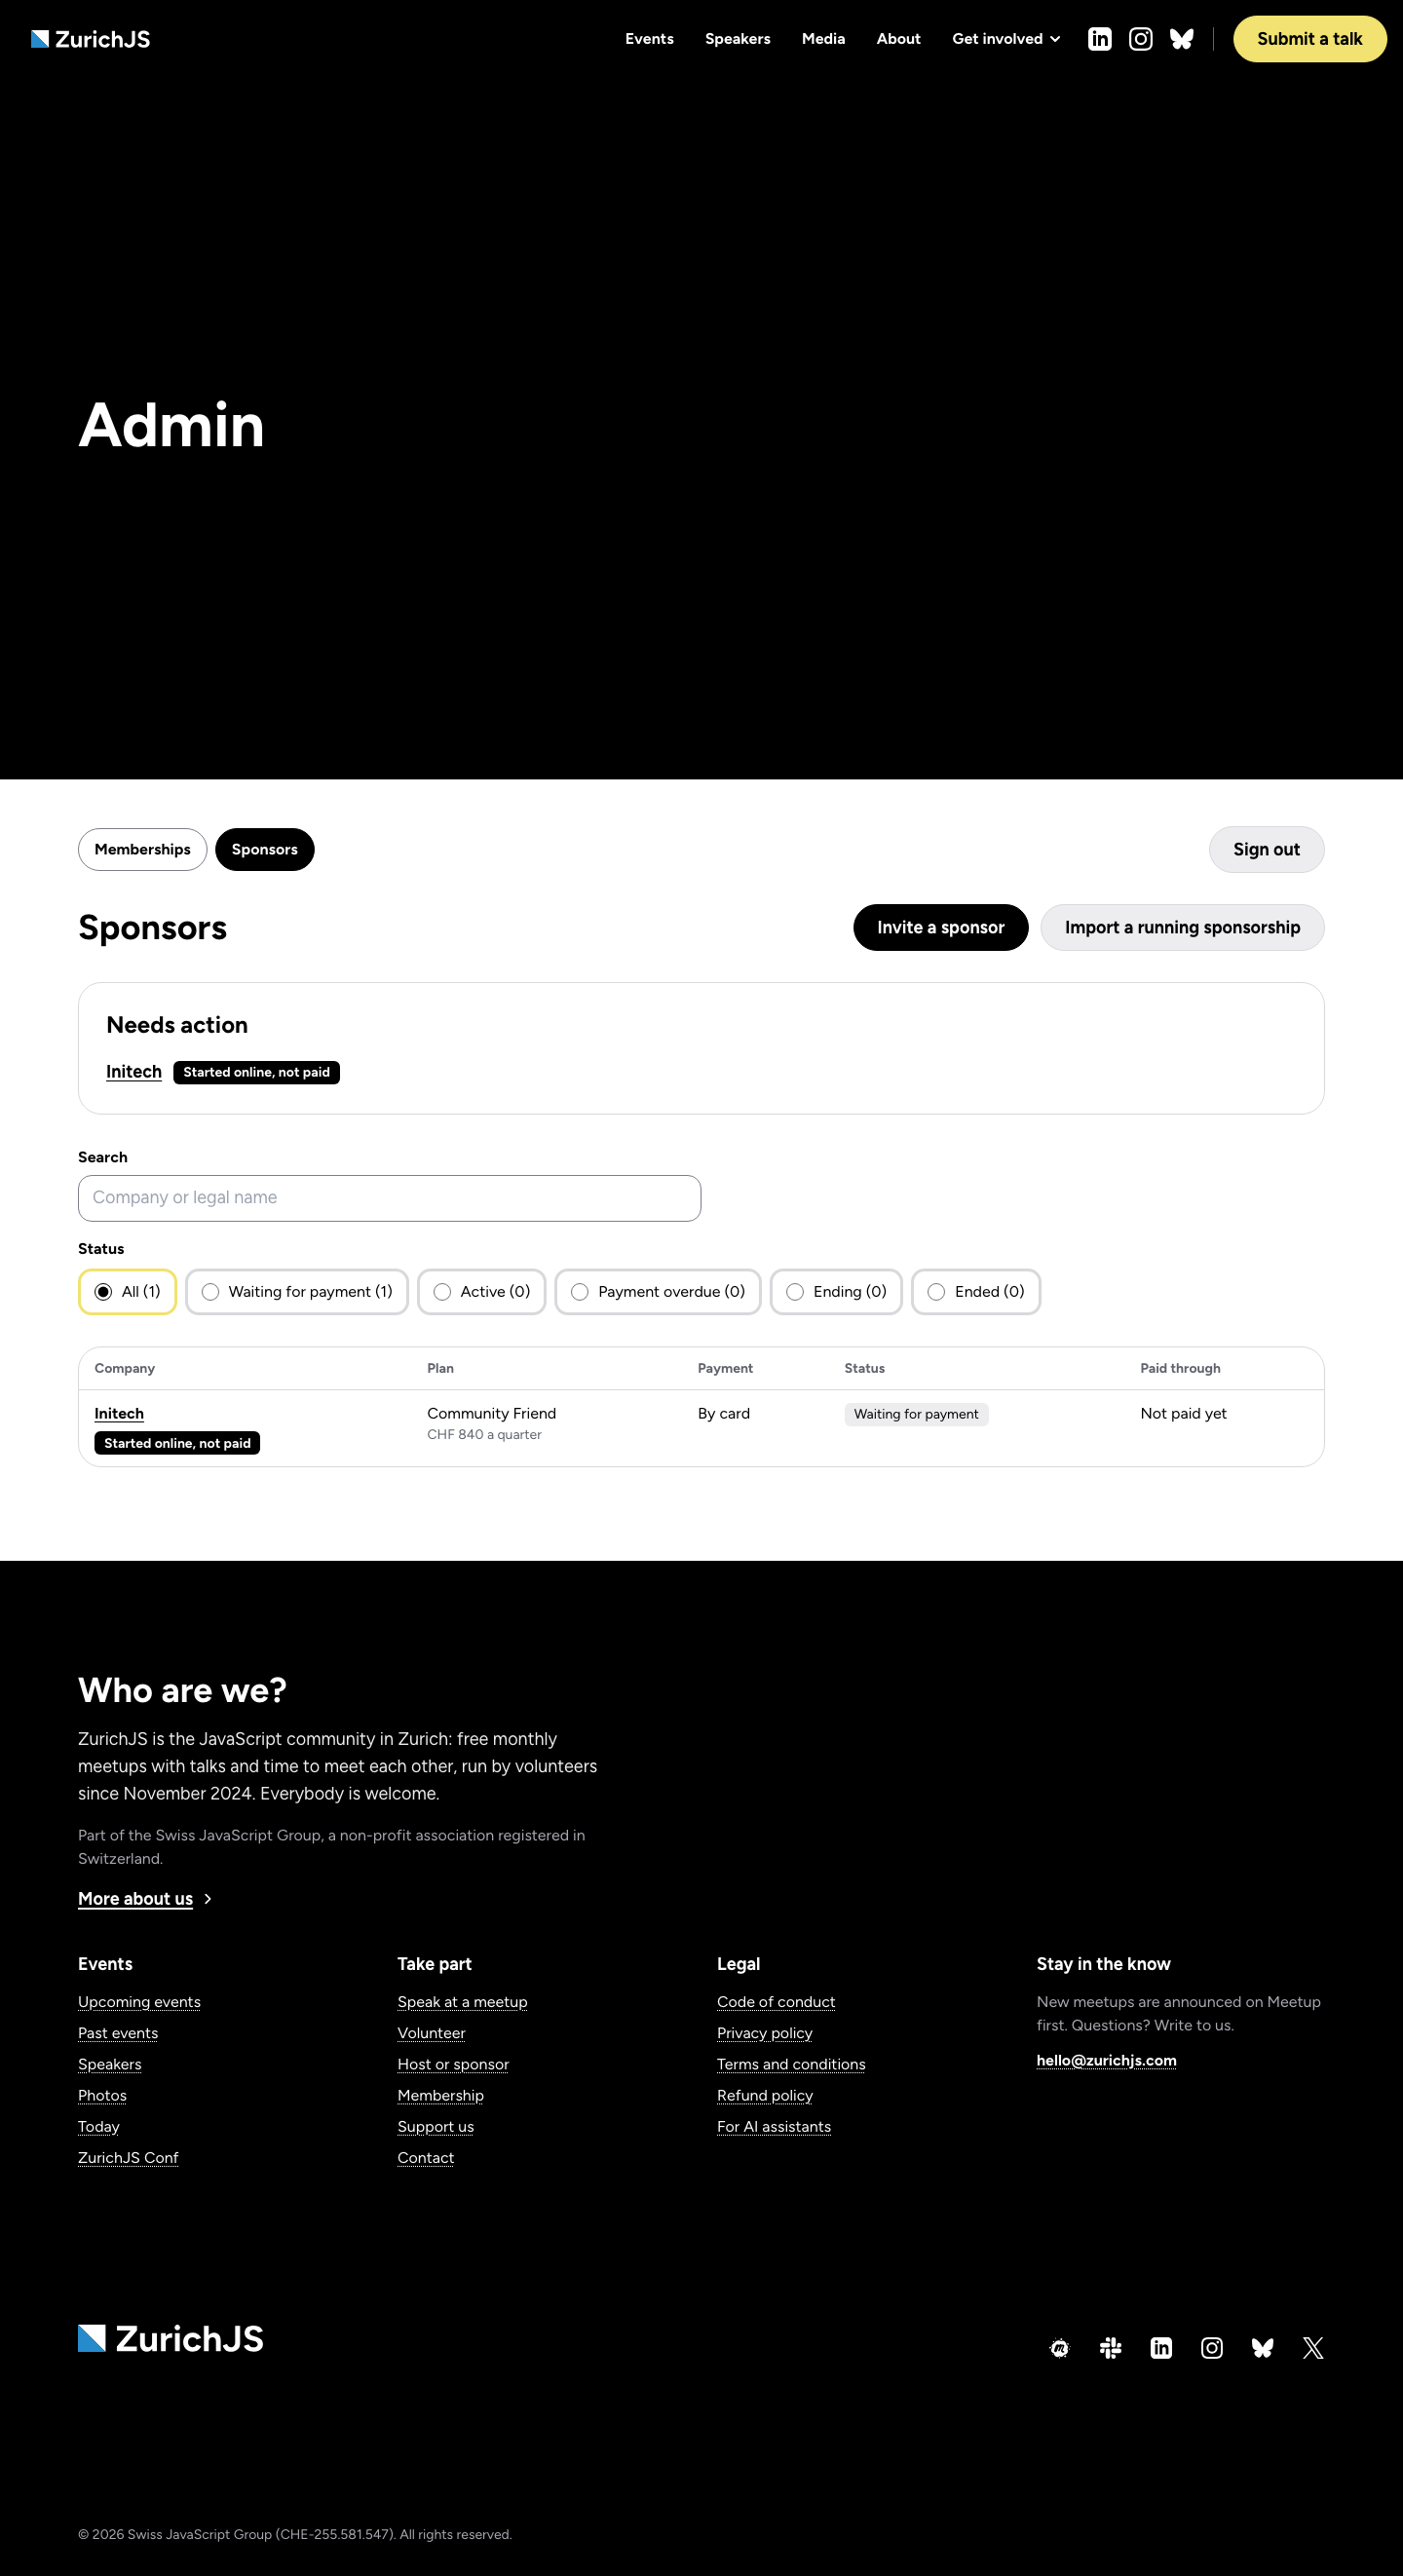 ZurichJS
Events
Speakers
Media
About
Get involved
Submit a talk
Admin
Memberships
Sponsors
Sign out
Sponsors
Invite a sponsor
Import a running sponsorship
Needs action
Initech
Started online, not paid
Search
Company or legal name
Status
All (1)
Waiting for payment (1)
Active (0)
Payment overdue (0)
Ending (0)
Ended (0)
Company
Plan
Payment
Status
Paid through
Initech
Started online, not paid
Community Friend
CHF 840 a quarter
By card
Waiting for payment
Not paid yet
Who are we?
ZurichJS is the JavaScript community in Zurich: free monthly
meetups with talks and time to meet each other, run by volunteers
since November 2024. Everybody is welcome.
Part of the Swiss JavaScript Group, a non-profit association registered in
Switzerland.
More about us
Events
Upcoming events
Past events
Speakers
Photos
Today
ZurichJS Conf
Take part
Speak at a meetup
Volunteer
Host or sponsor
Membership
Support us
Contact
Legal
Code of conduct
Privacy policy
Terms and conditions
Refund policy
For AI assistants
Stay in the know
New meetups are announced on Meetup
first. Questions? Write to us.
hello@zurichjs.com
ZurichJS
© 2026 Swiss JavaScript Group (CHE-255.581.547). All rights reserved.